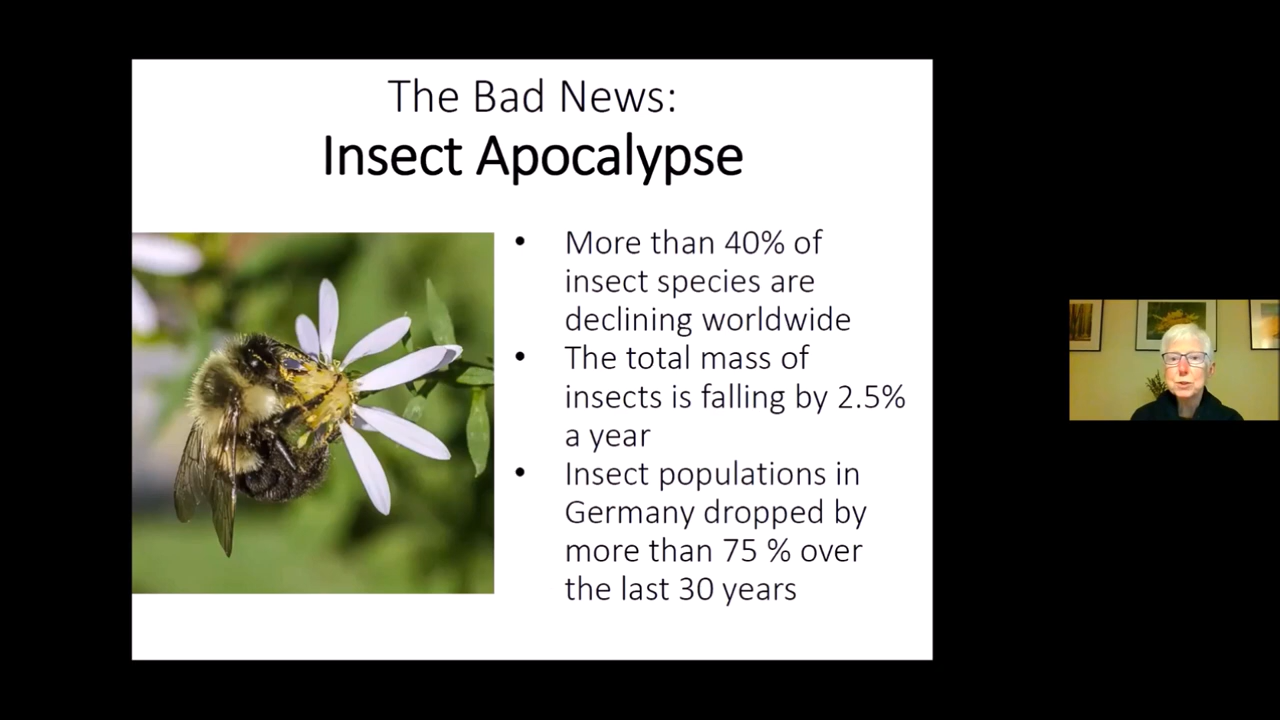 The Bad News:
Insect Apocalypse
• More than 40% of
insect species are
declining worldwide
• The total mass of
insects is falling by 2.5%
a year
• Insect populations in
Germany dropped by
more than 75 % over
the last 30 years